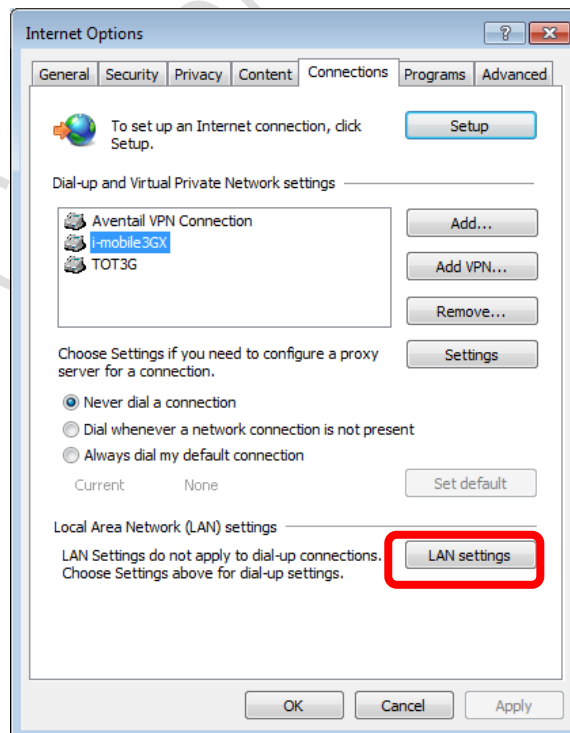 Internet Options
General Security Privacy Content Connections Programs Advanced
To set up an Internet connection, click
Setup.
Setup
Dial-up and Virtual Private Network settings
Aventail VPN Connection
i-mobile3GX
TOT3G
Add...
Add VPN...
Remove...
Choose Settings if you need to configure a proxy
server for a connection.
Settings
Never dial a connection
Dial whenever a network connection is not present
Always dial my default connection
Current None
Set default
Local Area Network (LAN) settings
LAN Settings do not apply to dial-up connections.
Choose Settings above for dial-up settings.
LAN settings
OK Cancel Apply